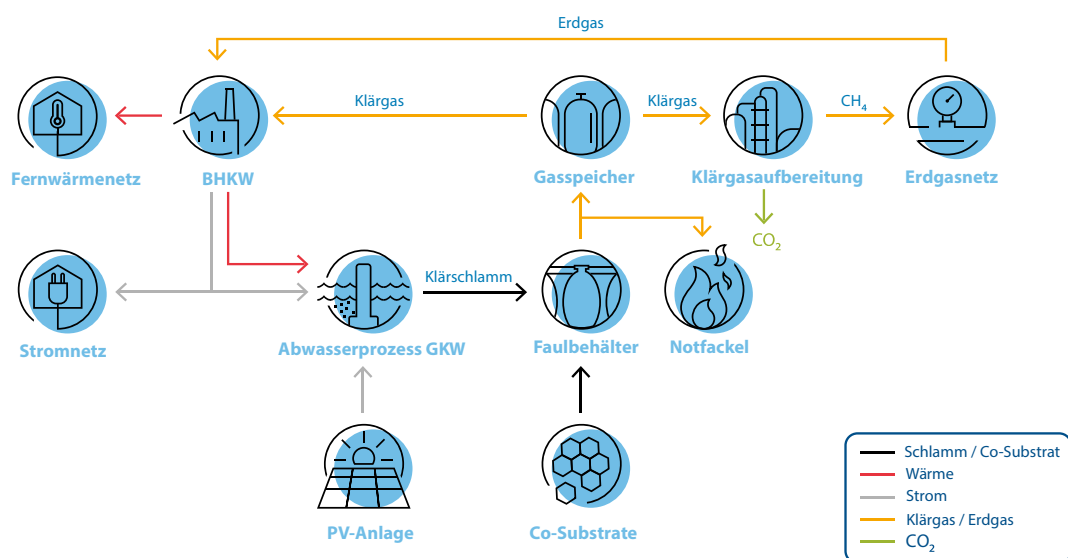 Erdgas
Klärgas
Klärgas
CH₄
Fernwärmenetz
BHKW
Gasspeicher
Klärgasaufbereitung
Erdgasnetz
CO₂
Klärschlamm
Stromnetz
Abwasserprozess GKW
Faulbehälter
Notfackel
PV-Anlage
Co-Substrate
Schlamm / Co-Substrat
Wärme
Strom
Klärgas / Erdgas
CO₂